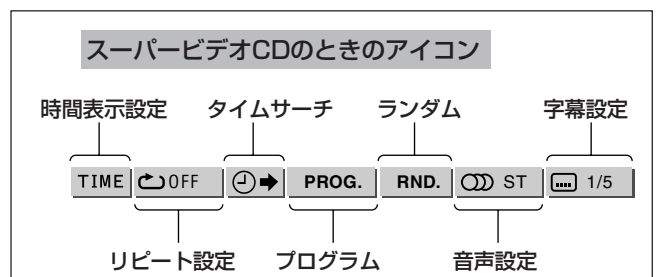 スーパービデオCDのときのアイコン
時間表示設定 タイムサーチ ランダム 字幕設定
TIME OFF PROG. RND. ST 1/5
リピート設定 プログラム 音声設定